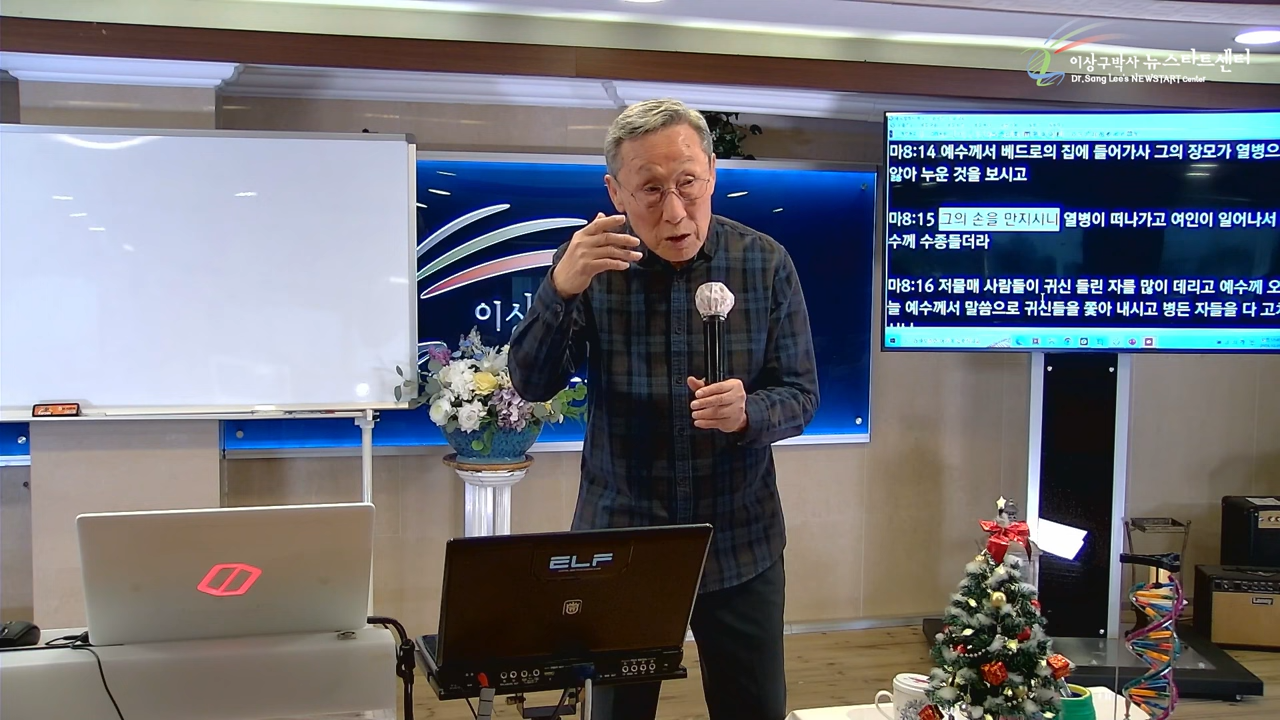 이상구박사 뉴스타트센터
Dr. Sang Lee's NEWSTART Center
마8:14 예수께서 베드로의 집에 들어가사 그의 장모가 열병으
앓아 누운 것을 보시고
마8:15 그의 손을 만지시니 열병이 떠나가고 여인이 일어나서
수께 수종들더라
마8:16 저물매 사람들이 귀신 들린 자를 많이 데리고 예수께 오
늘 예수께서 말씀으로 귀신들을 쫓아 내시고 병든 자들을 다 고치
이상
ELF
Laney